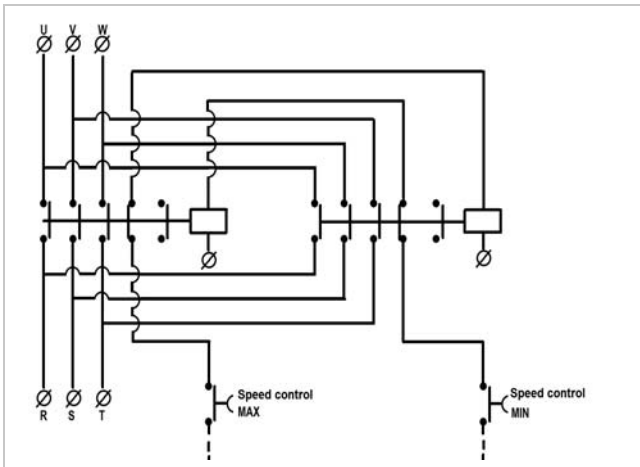 U V W
R S T
Speed control
MAX
Speed control
MIN